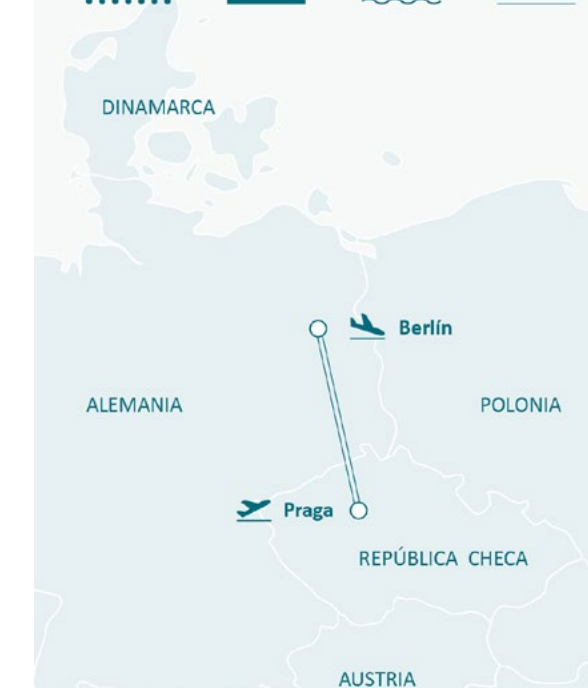 DINAMARCA
Berlín
ALEMANIA
POLONIA
Praga
REPÚBLICA CHECA
AUSTRIA